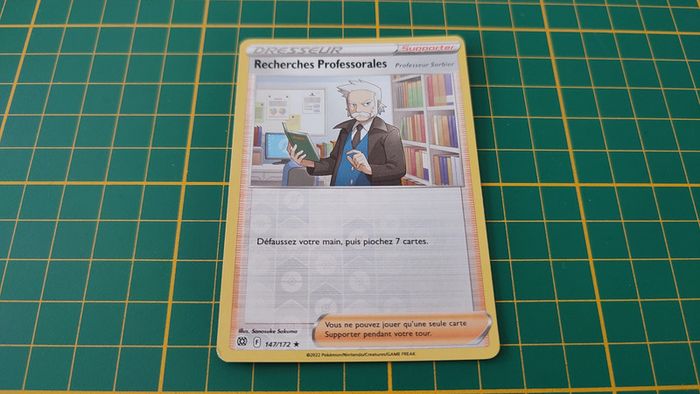 DRESSEUR
Supporter
Recherches Professorales
Professeur Sorbier
Défaussez votre main, puis piochez 7 cartes.
Vous ne pouvez jouer qu'une seule carte
Supporter pendant votre tour.
Illus. Sanosuke Sakuma
F 147/172 ★
©2022 Pokémon/Nintendo/Creatures/GAME FREAK